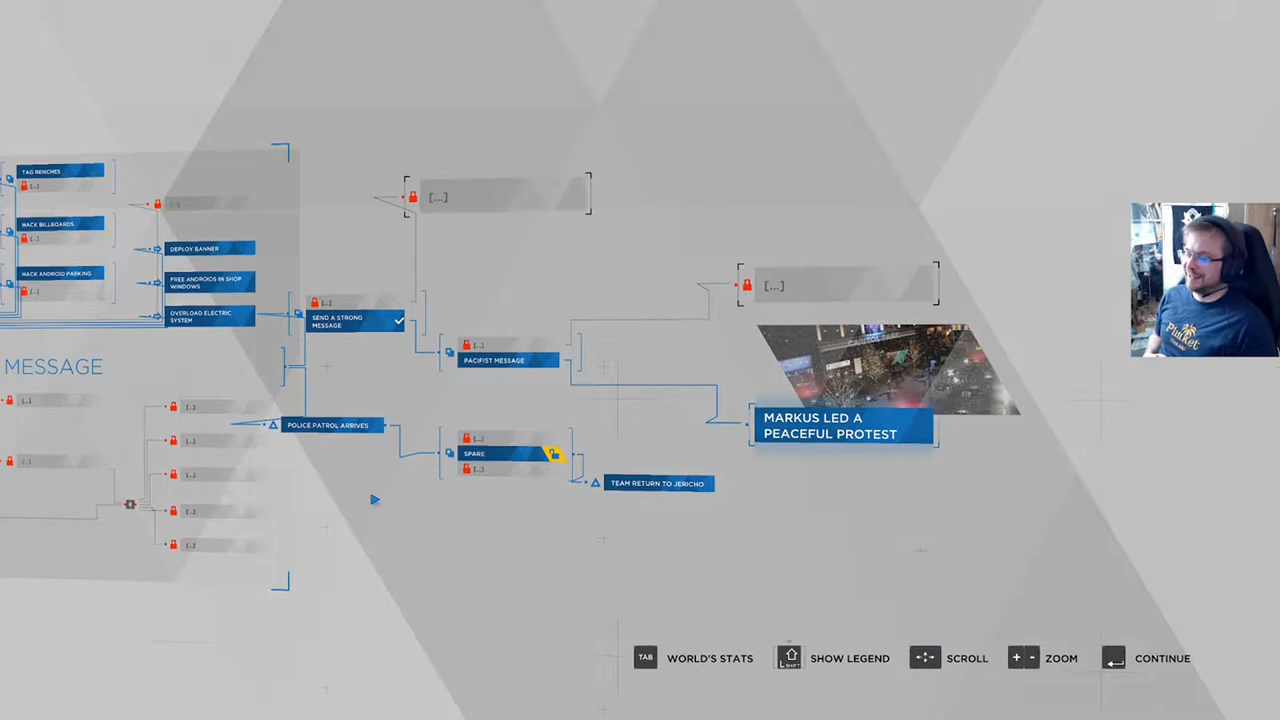 TAG BENCHES
[...]
[...]
HACK BILLBOARDS
[...]
DEPLOY BANNER
HACK ANDROID PARKING
[...]
FREE ANDROIDS IN SHOP
WINDOWS
OVERLOAD ELECTRIC
SYSTEM
MESSAGE
[...]
[...]
[...]
[...]
[...]
[...]
[...]
[...]
[...]
SEND A STRONG
MESSAGE
POLICE PATROL ARRIVES
[...]
PACIFIST MESSAGE
[...]
SPARE
[...]
TEAM RETURN TO JERICHO
[...]
MARKUS LED A
PEACEFUL PROTEST
Phuket
TAB WORLD'S STATS
L SHIFT SHOW LEGEND
SCROLL
+ - ZOOM
CONTINUE